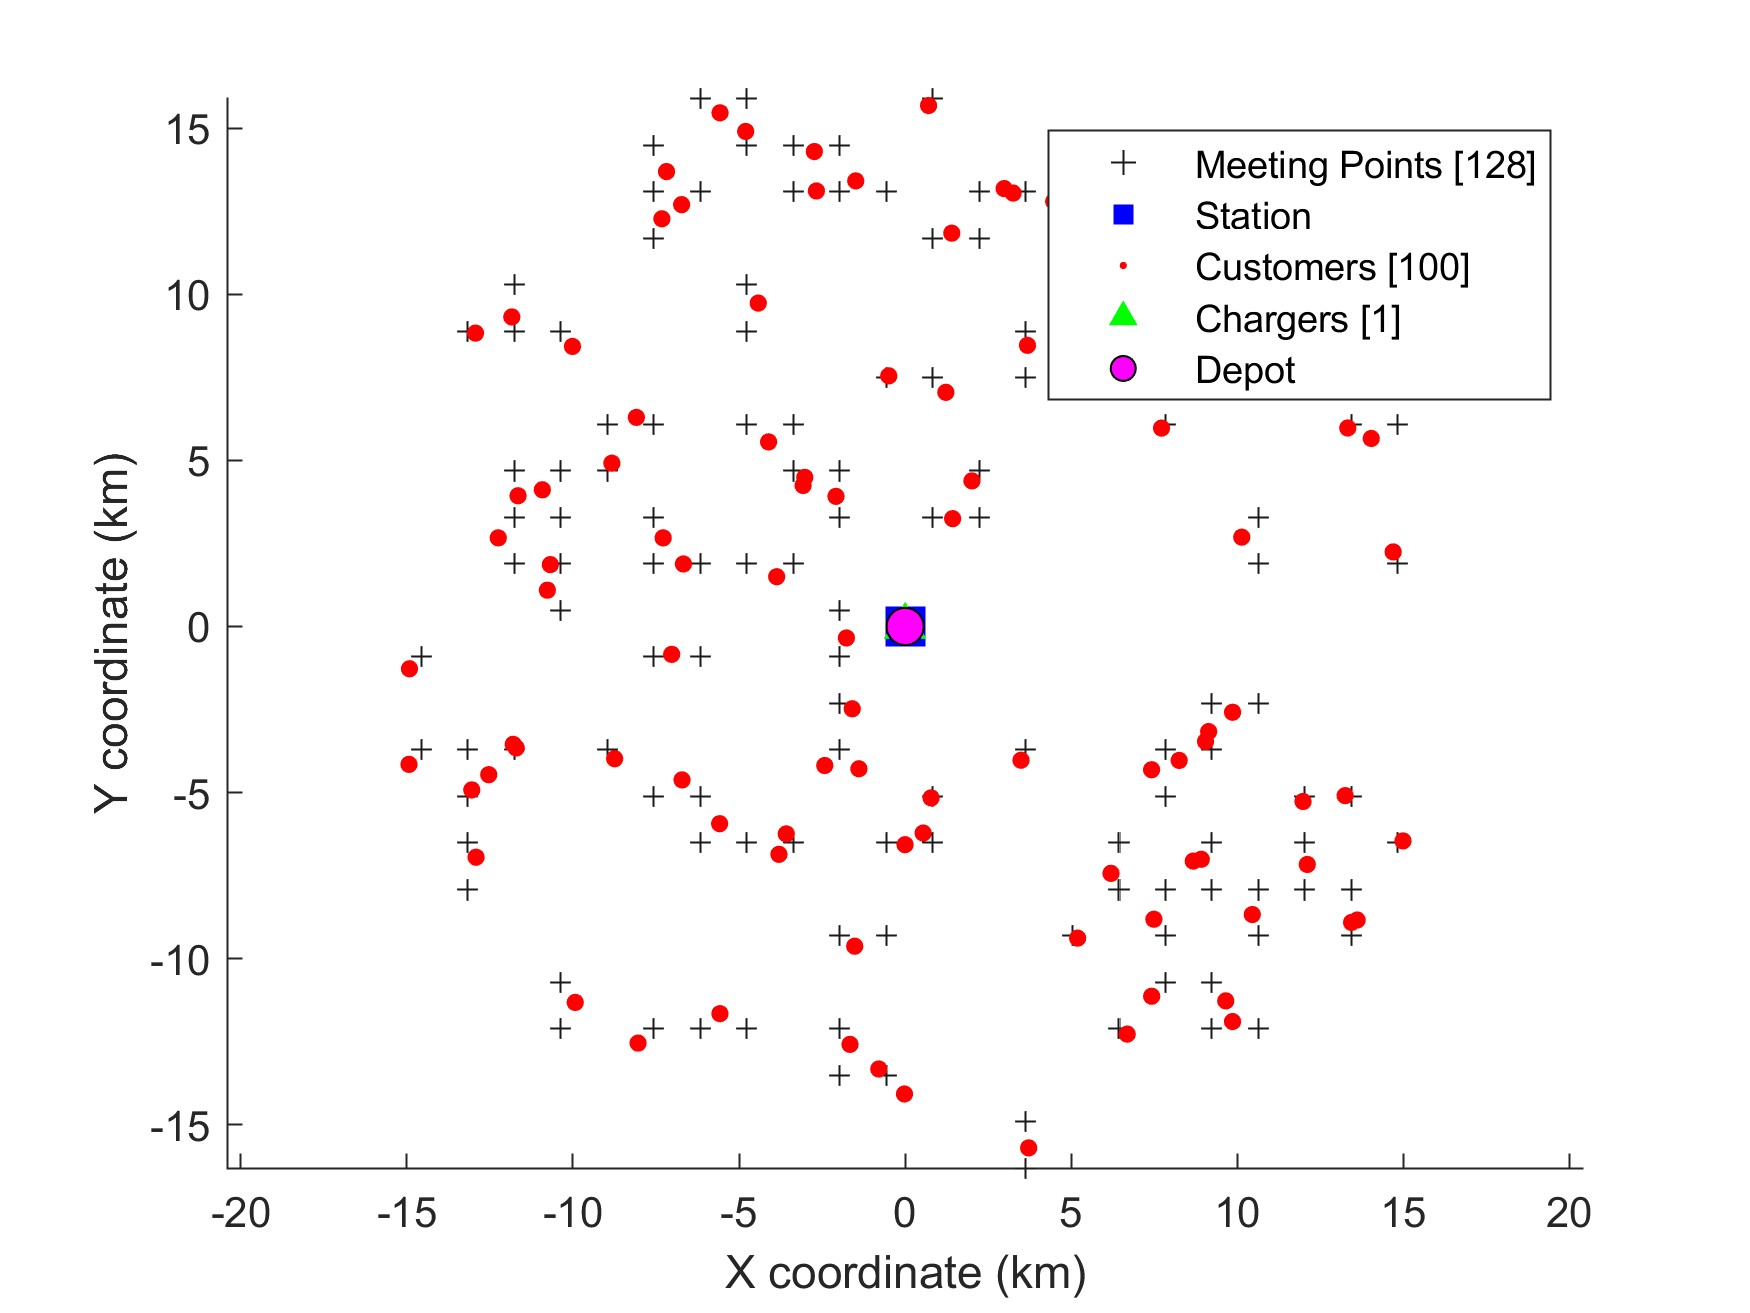 15
10
5
0
-5
-10
-15
Y coordinate (km)
Meeting Points [128]
Station
Customers [100]
Chargers [1]
Depot
-20 -15 -10 -5 0 5 10 15 20
X coordinate (km)